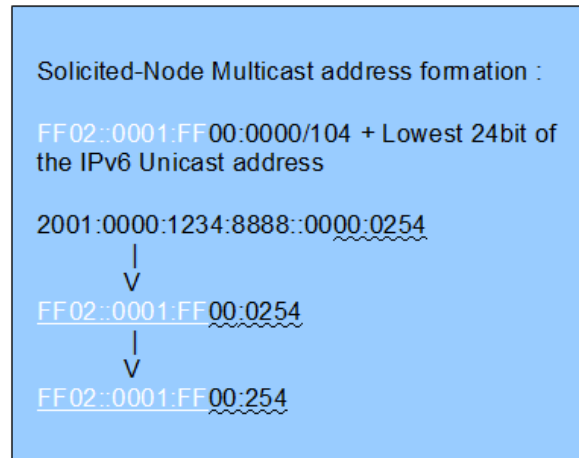 Solicited-Node Multicast address formation :
FF02::0001:FF00:0000/104 + Lowest 24bit of
the IPv6 Unicast address
2001:0000:1234:8888::0000:0254
|
V
FF02::0001:FF00:0254
|
V
FF02::0001:FF00:254